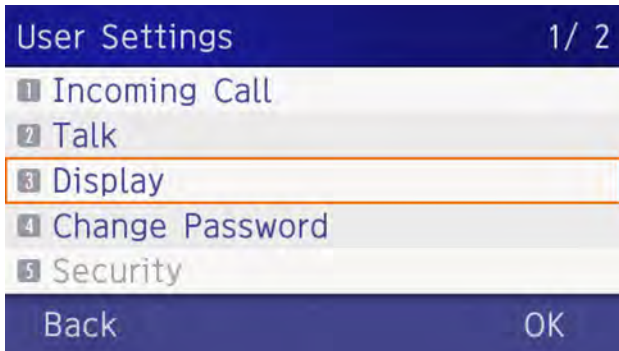 User Settings 1/ 2
1 Incoming Call
2 Talk
3 Display
4 Change Password
5 Security
Back OK